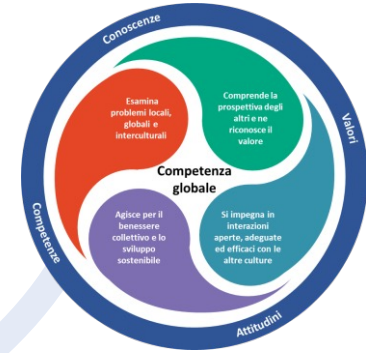 Conoscenze
Esamina
problemi locali,
globali e
interculturali
Comprende la
prospettiva degli
altri e ne
riconosce il
valore
Valori
Competenza
globale
Competenze
Agisce per il
benessere
collettivo e lo
sviluppo
sostenibile
Si impegna in
interazioni
aperte, adeguate
ed efficaci con le
altre culture
Attitudini